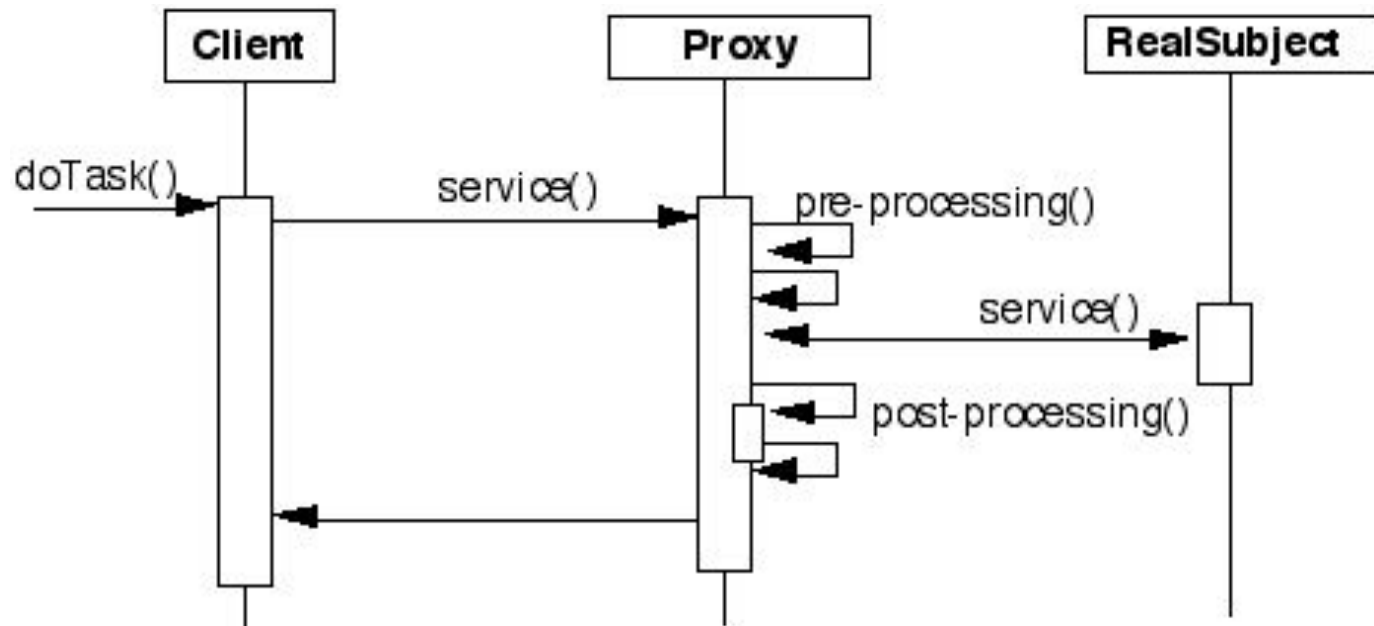 Client
Proxy
RealSubject
doTask()
service()
pre-processing()
service()
post-processing()